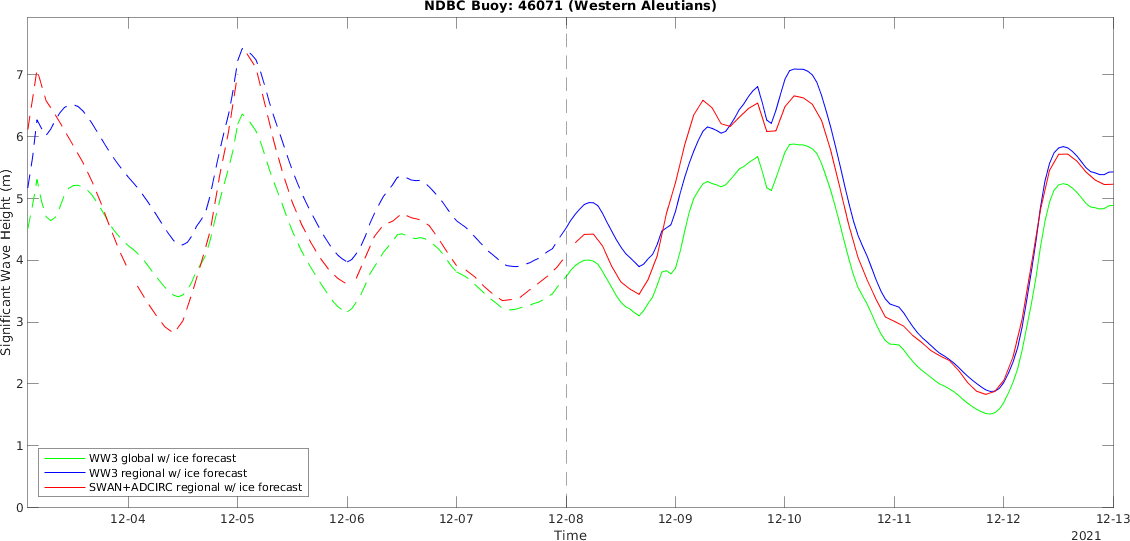 NDBC Buoy: 46071 (Western Aleutians)
Significant Wave Height (m)
7
6
5
4
3
2
1
0
WW3 global w/ ice forecast
WW3 regional w/ ice forecast
SWAN+ADCIRC regional w/ ice forecast
12-04 12-05 12-06 12-07 12-08 12-09 12-10 12-11 12-12 12-13
Time
2021